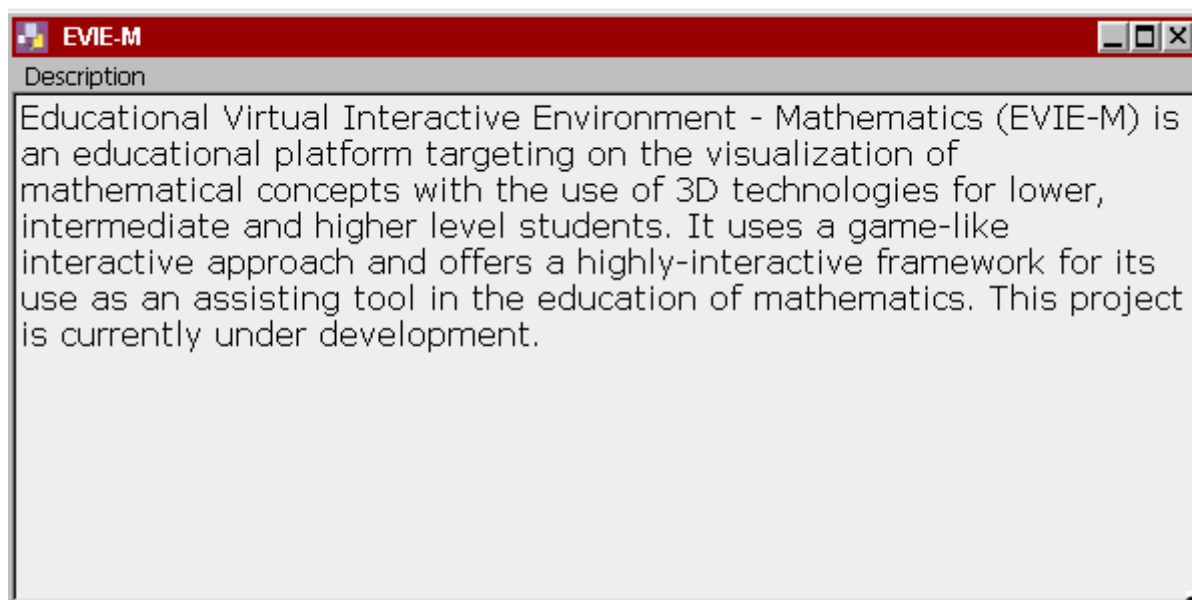 EVIE-M
Description
Educational Virtual Interactive Environment - Mathematics (EVIE-M) is
an educational platform targeting on the visualization of
mathematical concepts with the use of 3D technologies for lower,
intermediate and higher level students. It uses a game-like
interactive approach and offers a highly-interactive framework for its
use as an assisting tool in the education of mathematics. This project
is currently under development.